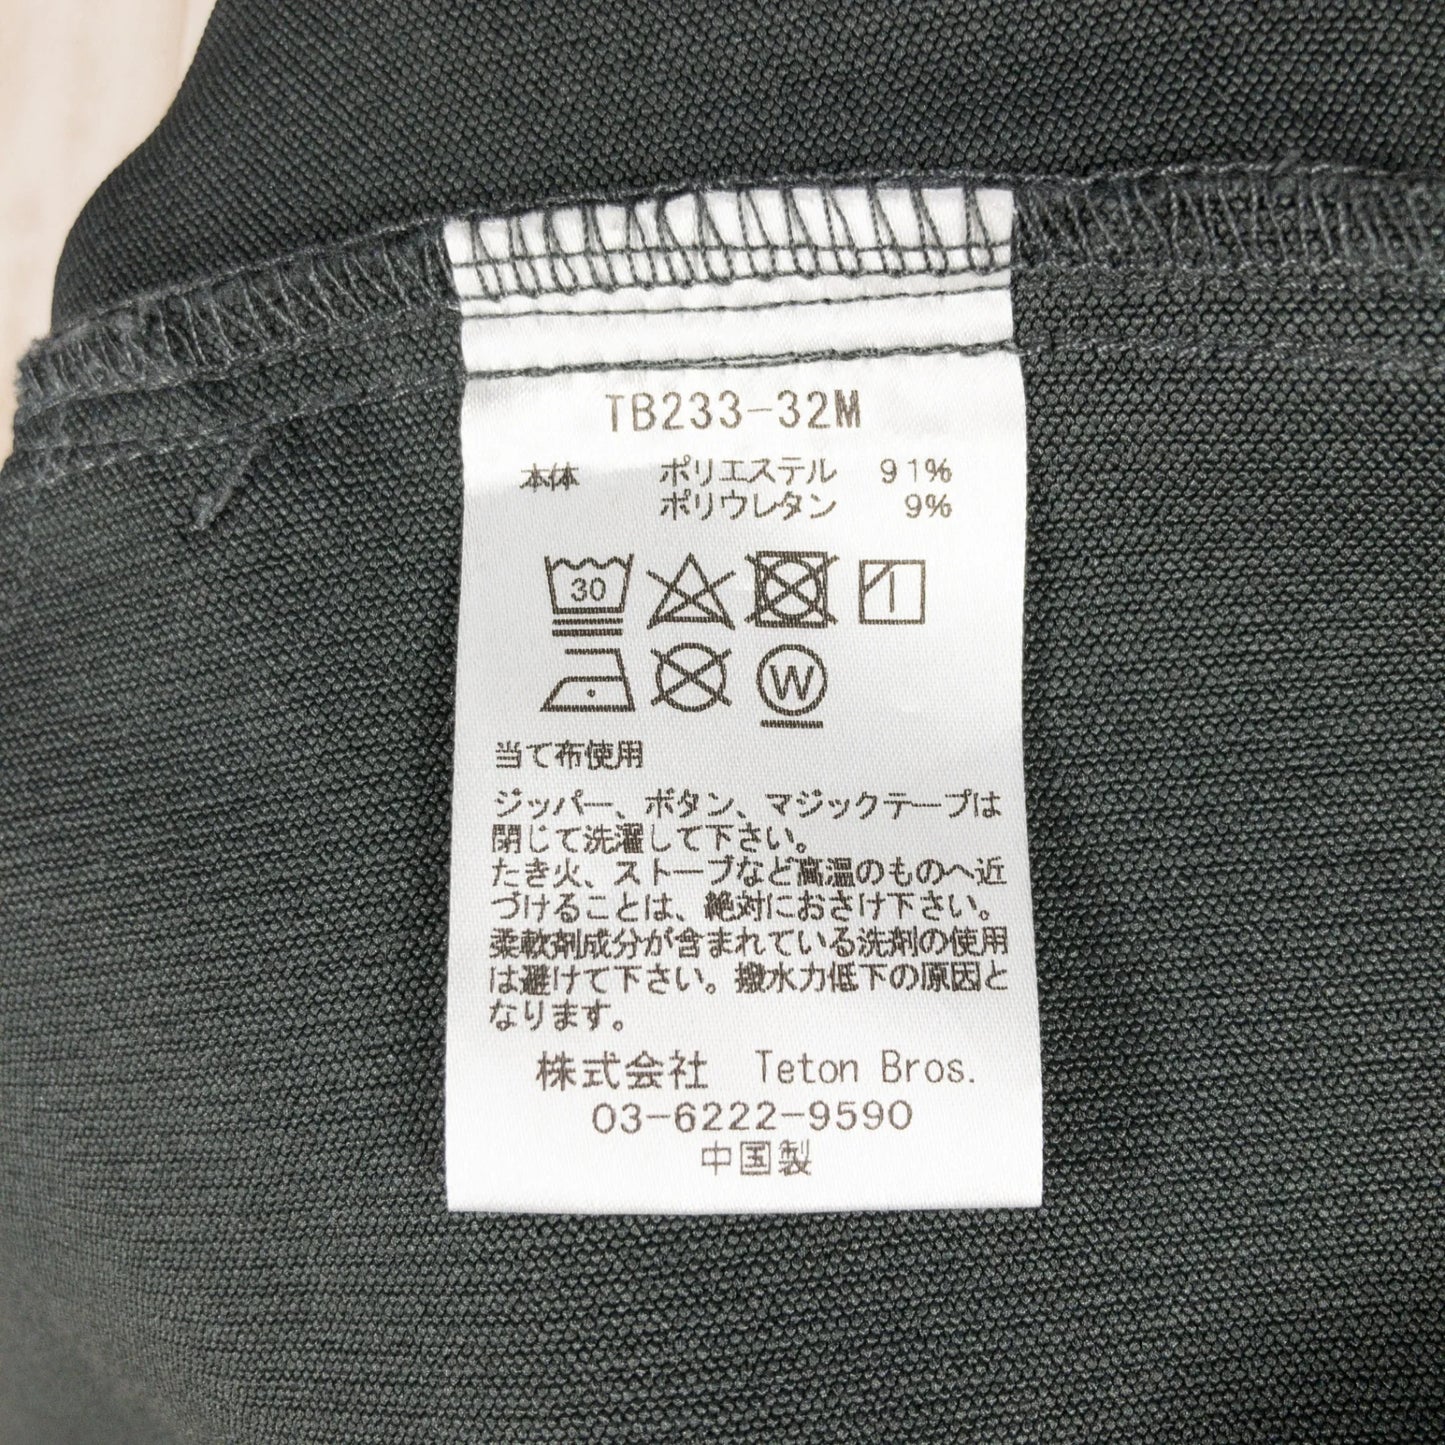 TB233-32M
本体 ポリエステル 91%
ポリウレタン 9%
30
W
当て布使用
ジッパー、ボタン、マジックテープは
閉じて洗濯して下さい。
たき火、ストーブなど高温のものへ近
づけることは、絶対におさけ下さい。
柔軟剤成分が含まれている洗剤の使用
は避けて下さい。撥水力低下の原因と
なります。
株式会社 Teton Bros.
03-6222-9590
中国製